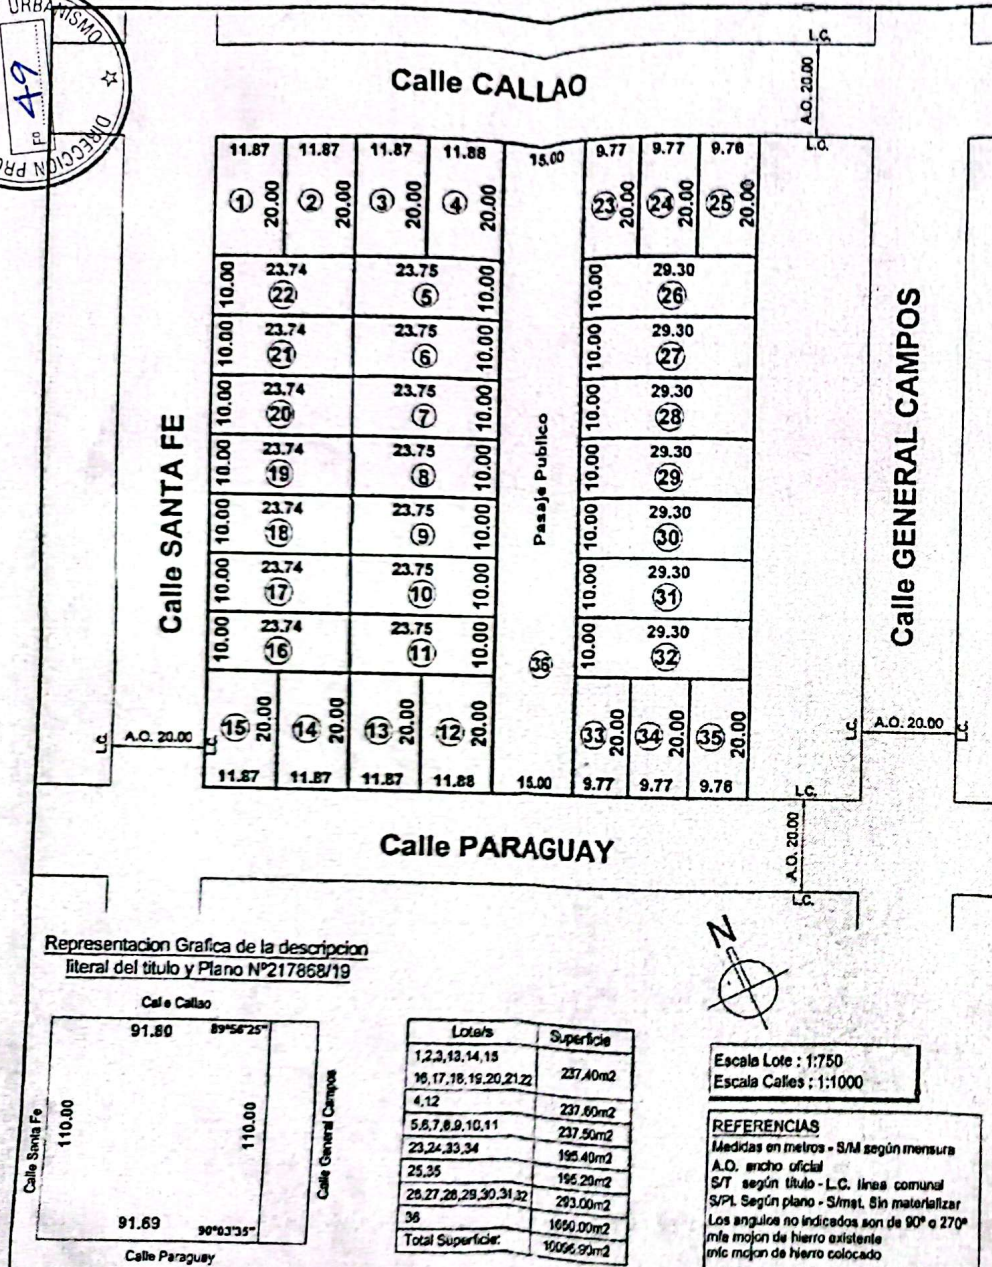 URBANISMO
DIRECCION PRO
Fº 49
L.C.
Calle CALLAO
A.O. 20.00
L.C.
11.87 11.87 11.87 11.88 15.00 9.77 9.77 9.76
1 20.00 2 20.00 3 20.00 4 20.00 23 20.00 24 20.00 25 20.00
10.00 23.74 22 23.75 5 10.00 10.00 29.30 26
10.00 23.74 21 23.75 6 10.00 10.00 29.30 27
10.00 23.74 20 23.75 7 10.00 10.00 29.30 28
10.00 23.74 19 23.75 8 10.00 10.00 29.30 29
10.00 23.74 18 23.75 9 10.00 10.00 29.30 30
10.00 23.74 17 23.75 10 10.00 10.00 29.30 31
10.00 23.74 16 23.75 11 10.00 10.00 29.30 32
Calle SANTA FE
Pasaje Publico
36
Calle GENERAL CAMPOS
15 20.00 14 20.00 13 20.00 12 20.00 33 20.00 34 20.00 35 20.00
L.C. A.O. 20.00 L.C.
L.C. A.O. 20.00 L.C.
11.87 11.87 11.87 11.88 15.00 9.77 9.77 9.76
L.C.
Calle PARAGUAY
A.O. 20.00
L.C.
Representacion Grafica de la descripcion
literal del titulo y Plano Nº217868/19
Calle Callao
91.80 89°56'25"
Calle Santa Fe
110.00
110.00
Calle General Campos
91.69 90°03'35"
Calle Paraguay
Lote/s Superficie
1,2,3,13,14,15
16,17,18,19,20,21,22 237,40m2
4,12 237.60m2
5,6,7,8,9,10,11 237.50m2
23,24,33,34 195.40m2
25,35 195.20m2
26,27,28,29,30,31,32 293.00m2
36 1650.00m2
Total Superficie: 10096.90m2
N
Escala Lote : 1:750
Escala Calles : 1:1000
REFERENCIAS
Medidas en metros - S/M según mensura
A.O. ancho oficial
S/T según título - L.C. línea comunal
S/PL Según plano - S/mat. Sin materializar
Los angulos no indicados son de 90° o 270°
mfe mojon de hierro existente
mfc mojon de hierro colocado